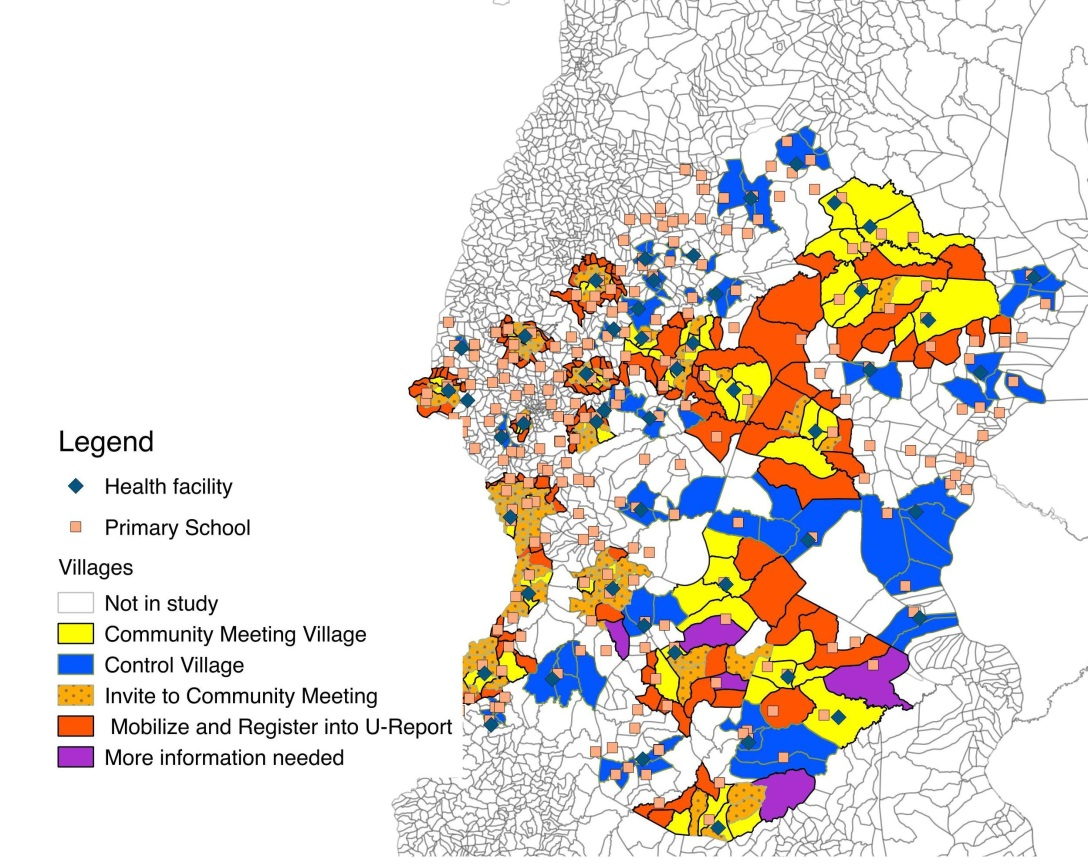 Legend
Health facility
Primary School
Villages
Not in study
Community Meeting Village
Control Village
Invite to Community Meeting
Mobilize and Register into U-Report
More information needed